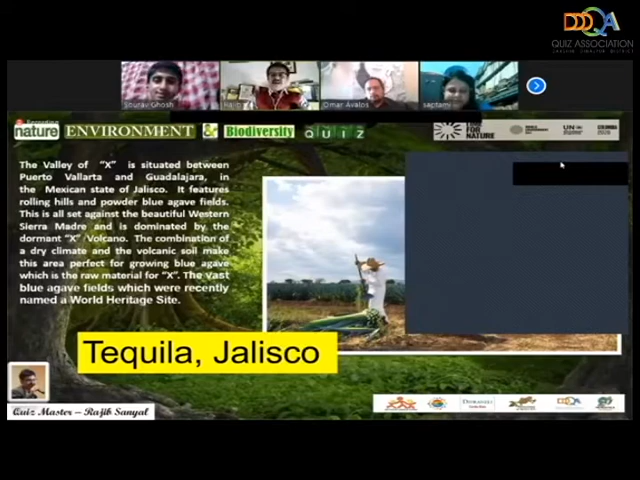 DDQA
QUIZ ASSOCIATION
Sourav Ghosh
Omar Avalos
saptami
Recording
nature ENVIRONMENT & Biodiversity QUIZ
FOR NATURE
The Valley of "X" is situated between
Puerto Vallarta and Guadalajara, in
the Mexican state of Jalisco. It features
rolling hills and powder blue agave fields.
This is all set against the beautiful Western
Sierra Madre and is dominated by the
dormant "X" Volcano. The combination of
a dry climate and the volcanic soil make
this area perfect for growing blue agave
which is the raw material for "X". The vast
blue agave fields which were recently
named a World Heritage Site.
Tequila, Jalisco
Quiz Master – Rajib Sanyal